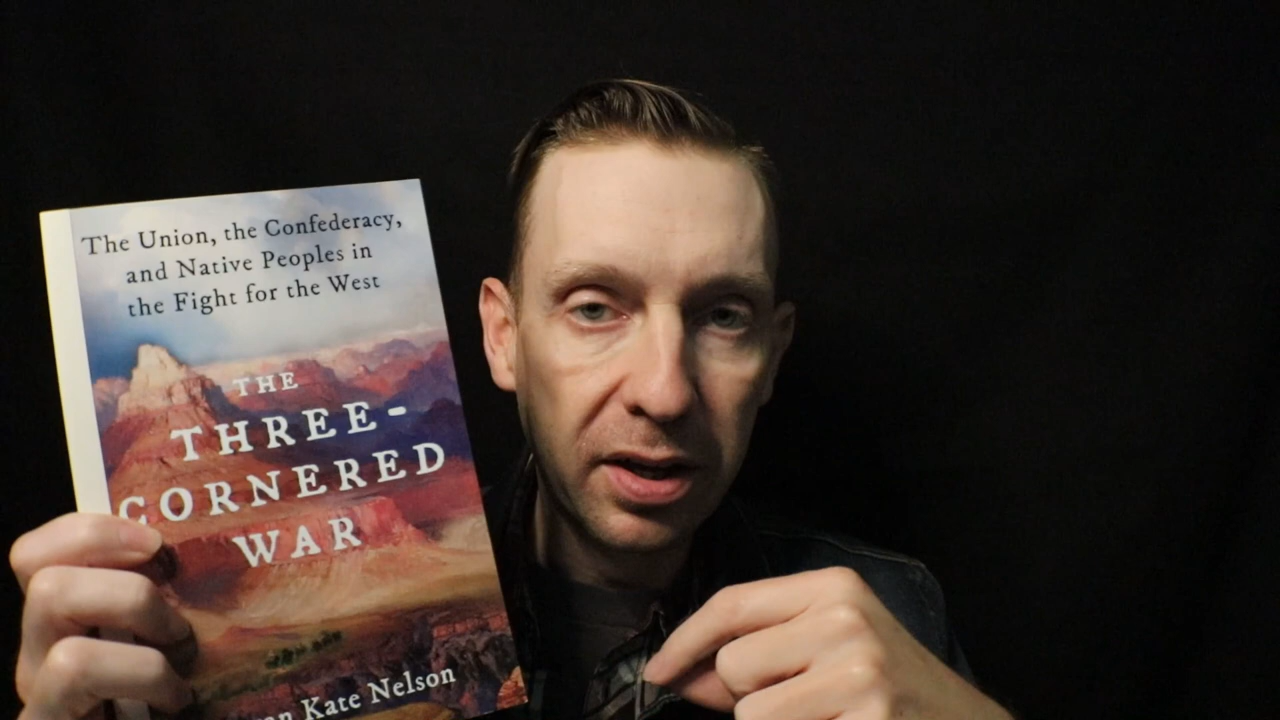 The Union, the Confederacy,
and Native Peoples in
the Fight for the West
THE
THREE-
CORNERED
WAR
Kate Nelson